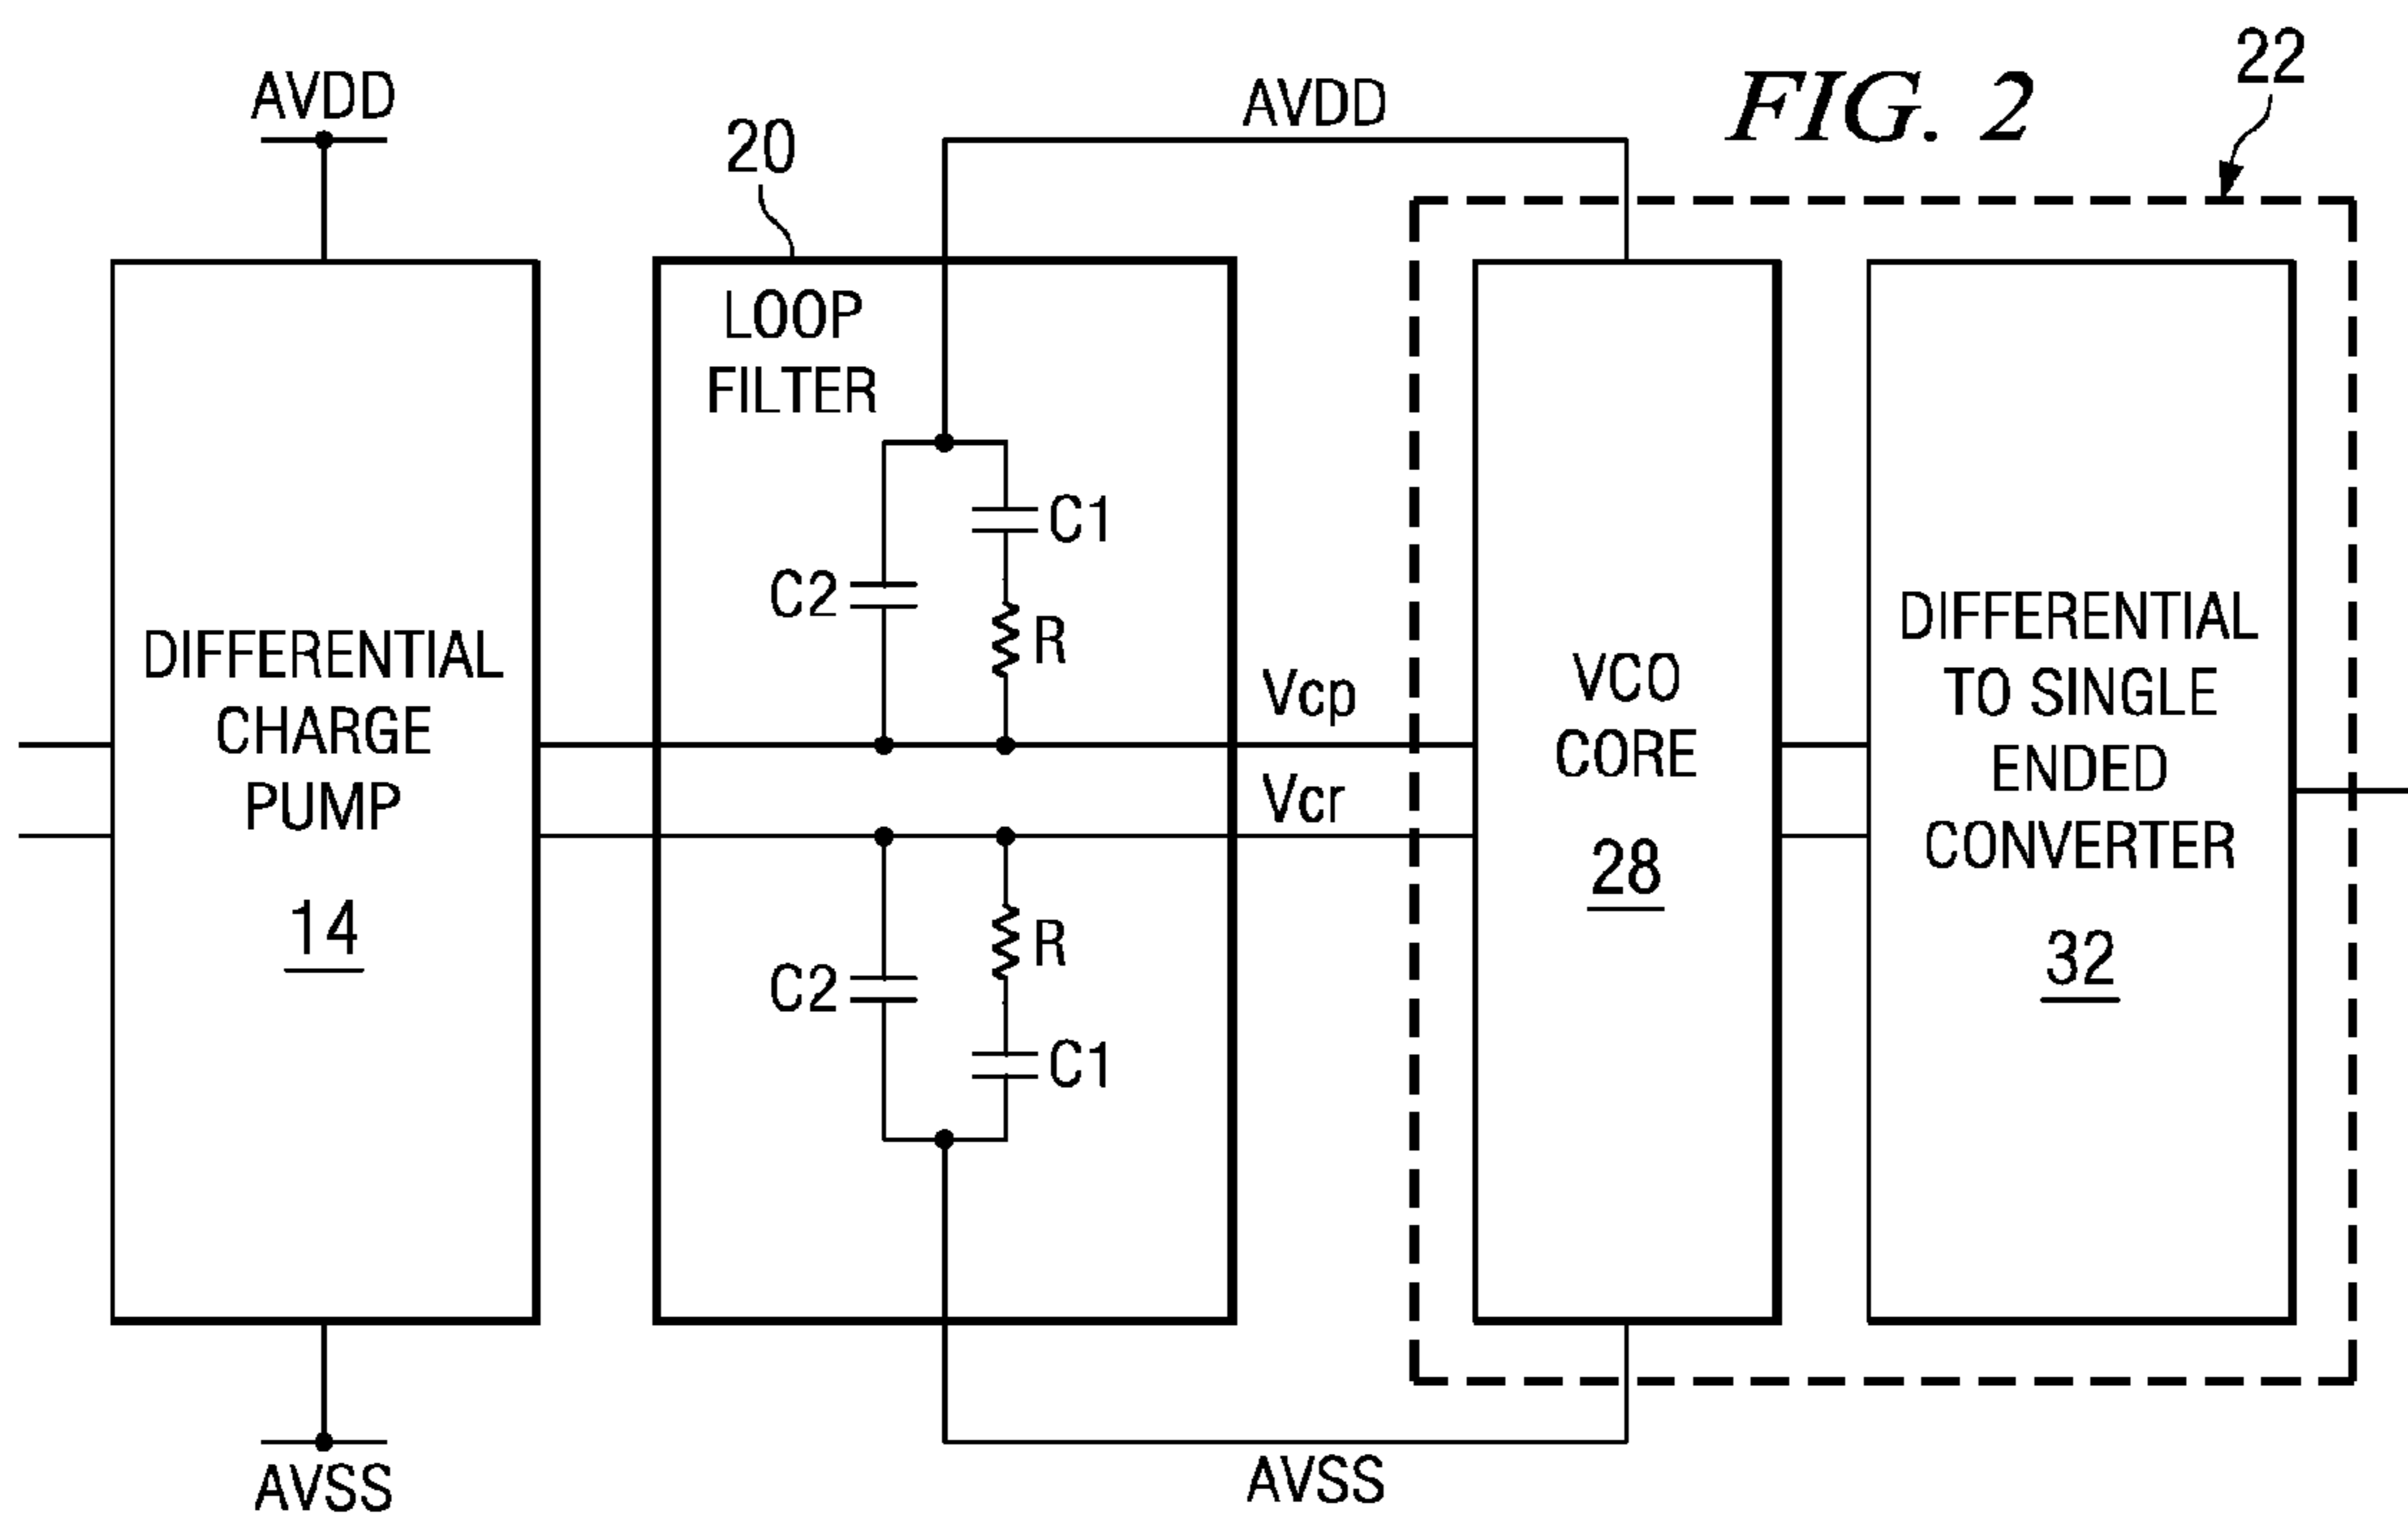 FIG. 2
22
AVDD
20
AVDD
LOOP
FILTER
C1
C2
R
DIFFERENTIAL
CHARGE
PUMP
14
Vcp
Vcr
VCO
CORE
28
DIFFERENTIAL
TO SINGLE
ENDED
CONVERTER
32
R
C2
C1
AVSS
AVSS